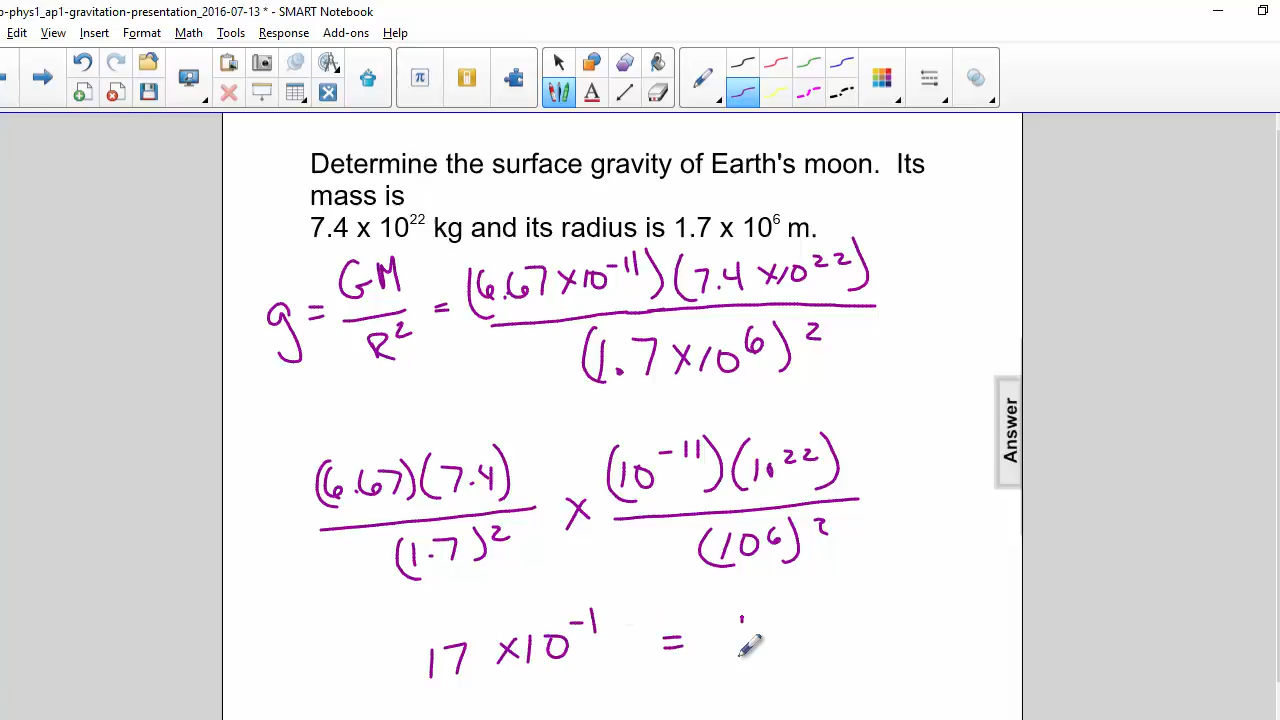 o-phys1_ap1-gravitation-presentation_2016-07-13 * - SMART Notebook
Edit View Insert Format Math Tools Response Add-ons Help
π
A
Determine the surface gravity of Earth's moon. Its
mass is
7.4 x 10²² kg and its radius is 1.7 x 10⁶ m.
g = GM/R² = (6.67 x 10⁻¹¹)(7.4 x 10²²)/(1.7 x 10⁶)²
Answer
(6.67)(7.4)/(1.7)² x (10⁻¹¹)(10²²)/(10⁶)²
17 x 10⁻¹ =